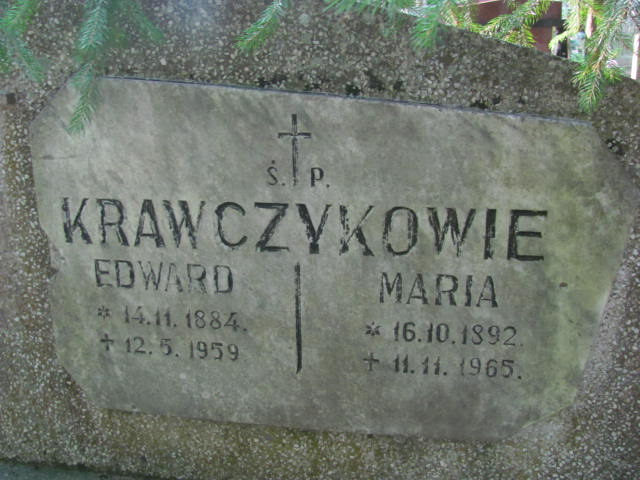 Ś. P.
KRAWCZYKOWIE
EDWARD
* 14.11.1884.
+ 12.5.1959
MARIA
* 16.10.1892.
+ 11.11.1965.